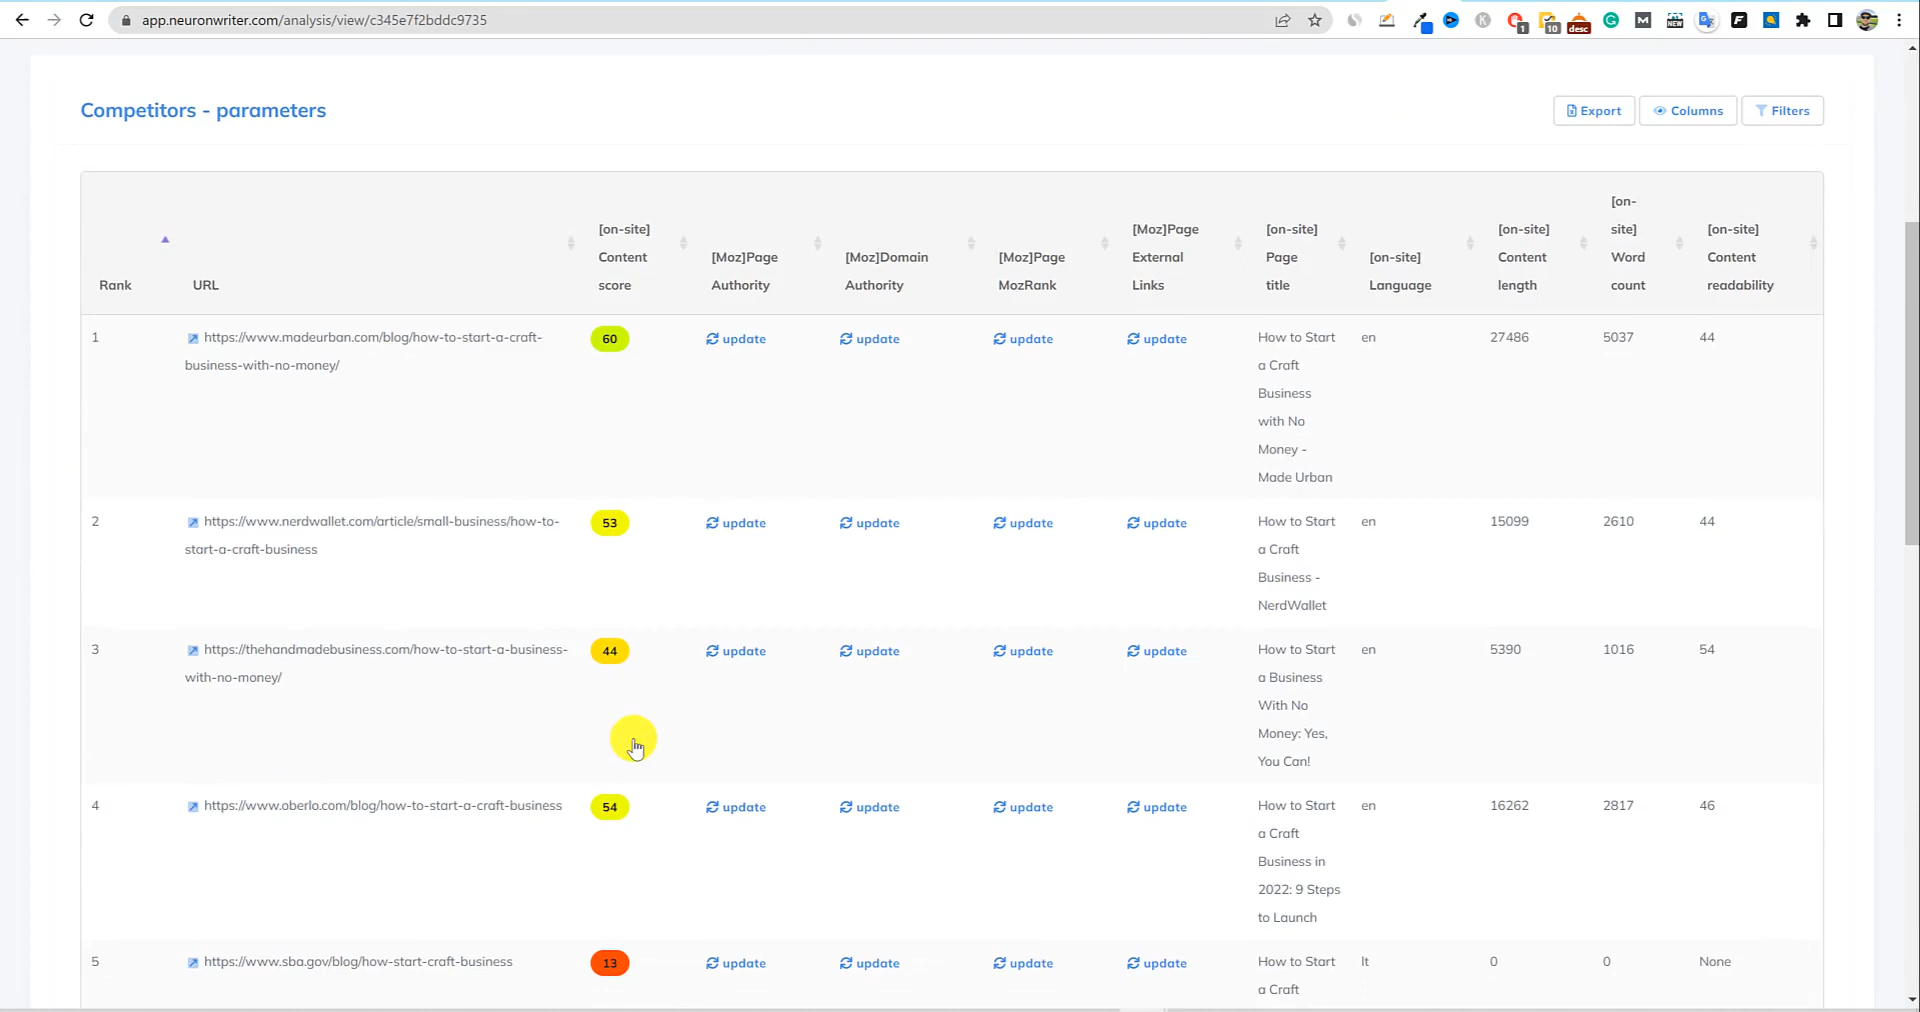 app.neuronwriter.com/analysis/view/c345e7f2bddc9735
1
10
desc
NEW
Competitors - parameters
Export
Columns
Filters
Rank
URL
[on-site]
Content
score
[Moz]Page
Authority
[Moz]Domain
Authority
[Moz]Page
MozRank
[Moz]Page
External
Links
[on-site]
Page
title
[on-site]
Language
[on-site]
Content
length
[on-
site]
Word
count
[on-site]
Content
readability
1
https://www.madeurban.com/blog/how-to-start-a-craft-
business-with-no-money/
60
update
update
update
update
How to Start
a Craft
Business
with No
Money -
Made Urban
en
27486
5037
44
2
https://www.nerdwallet.com/article/small-business/how-to-
start-a-craft-business
53
update
update
update
update
How to Start
a Craft
Business -
NerdWallet
en
15099
2610
44
3
https://thehandmadebusiness.com/how-to-start-a-business-
with-no-money/
44
update
update
update
update
How to Start
a Business
With No
Money: Yes,
You Can!
en
5390
1016
54
4
https://www.oberlo.com/blog/how-to-start-a-craft-business
54
update
update
update
update
How to Start
a Craft
Business in
2022: 9 Steps
to Launch
en
16262
2817
46
5
https://www.sba.gov/blog/how-start-craft-business
13
update
update
update
update
How to Start
a Craft
lt
0
0
None